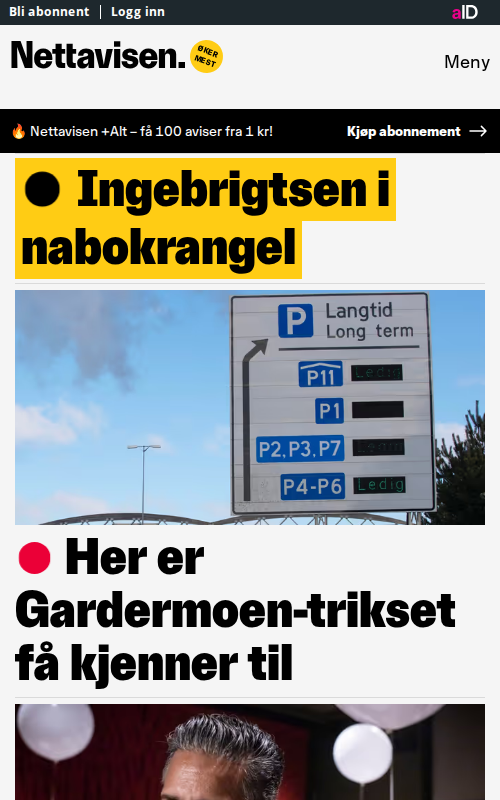 Bli abonnent
Logg inn
aID
Nettavisen.
ØKER
MEST
Meny
🔥 Nettavisen +Alt – få 100 aviser fra 1 kr!
Kjøp abonnement →
Ingebrigtsen i
nabokrangel
P Langtid
Long term
P11 Ledig
P1
P2, P3, P7 Ledig
P4-P6 Ledig
Her er
Gardermoen-trikset
få kjenner til